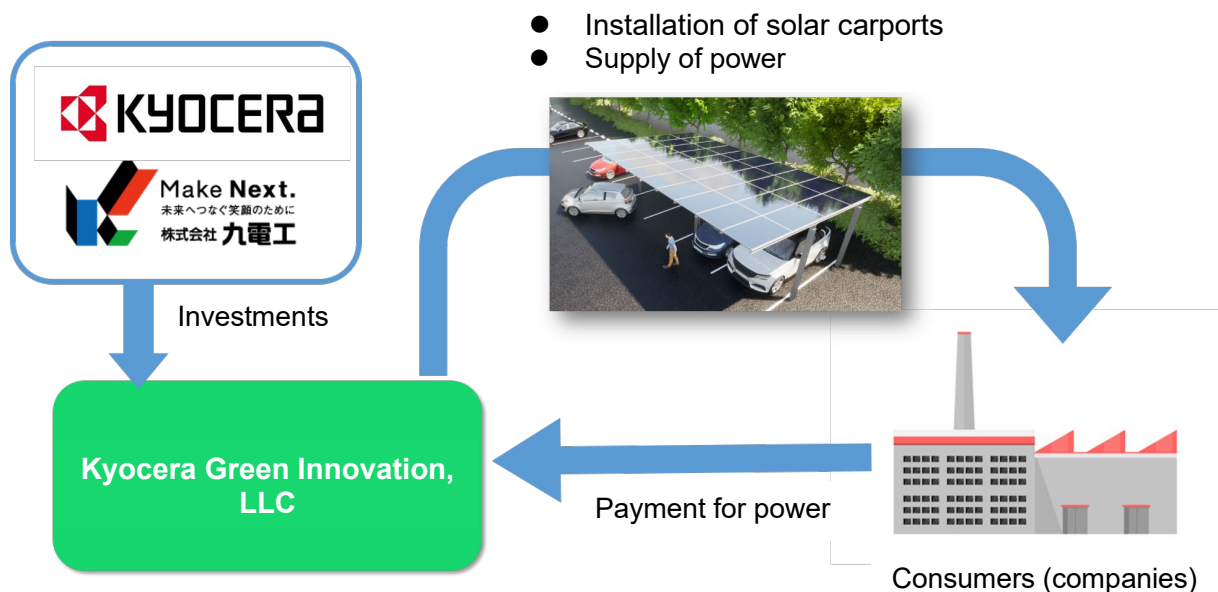 ● Installation of solar carports
● Supply of power
KYOCERA
Make Next.
未来へつなぐ笑顔のために
株式会社 九電工
Investments
Kyocera Green Innovation,
LLC
Payment for power
Consumers (companies)